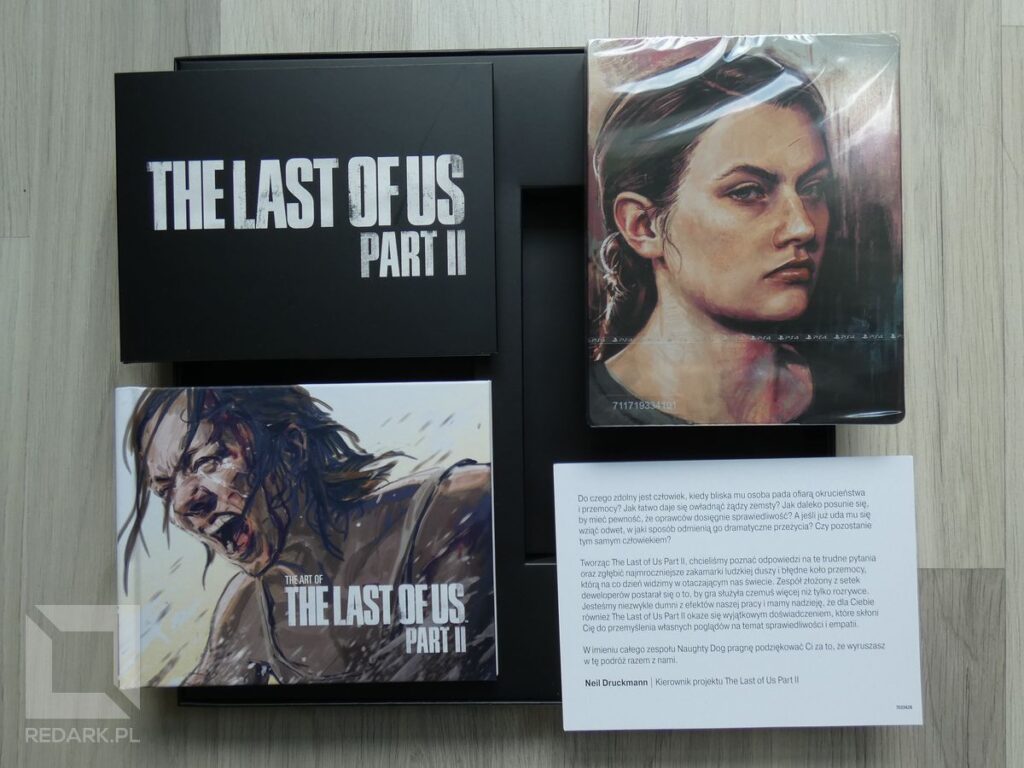 THE LAST OF US
PART II
PS4 PS4 PS4 PS4 PS4 PS4 PS4
711719334191
THE ART OF
THE LAST OF US
PART II
Do czego zdolny jest człowiek, kiedy bliska mu osoba pada ofiarą okrucieństwa
i przemocy? Jak łatwo daje się owładnąć żądzy zemsty? Jak daleko posunie się,
by mieć pewność, że oprawców dosięgnie sprawiedliwość? A jeśli już uda mu się
wziąć odwet, w jaki sposób odmienią go dramatyczne przeżycia? Czy pozostanie
tym samym człowiekiem?
Tworząc The Last of Us Part II, chcieliśmy poznać odpowiedzi na te trudne pytania
oraz zgłębić najmroczniejsze zakamarki ludzkiej duszy i błędne koło przemocy,
którą na co dzień widzimy w otaczającym nas świecie. Zespół złożony z setek
deweloperów postarał się o to, by gra służyła czemuś więcej niż tylko rozrywce.
Jesteśmy niezwykle dumni z efektów naszej pracy i mamy nadzieję, że dla Ciebie
również The Last of Us Part II okaże się wyjątkowym doświadczeniem, które skłoni
Cię do przemyślenia własnych poglądów na temat sprawiedliwości i empatii.
W imieniu całego zespołu Naughty Dog pragnę podziękować Ci za to, że wyruszasz
w tę podróż razem z nami.
Neil Druckmann | Kierownik projektu The Last of Us Part II
REDARK.PL